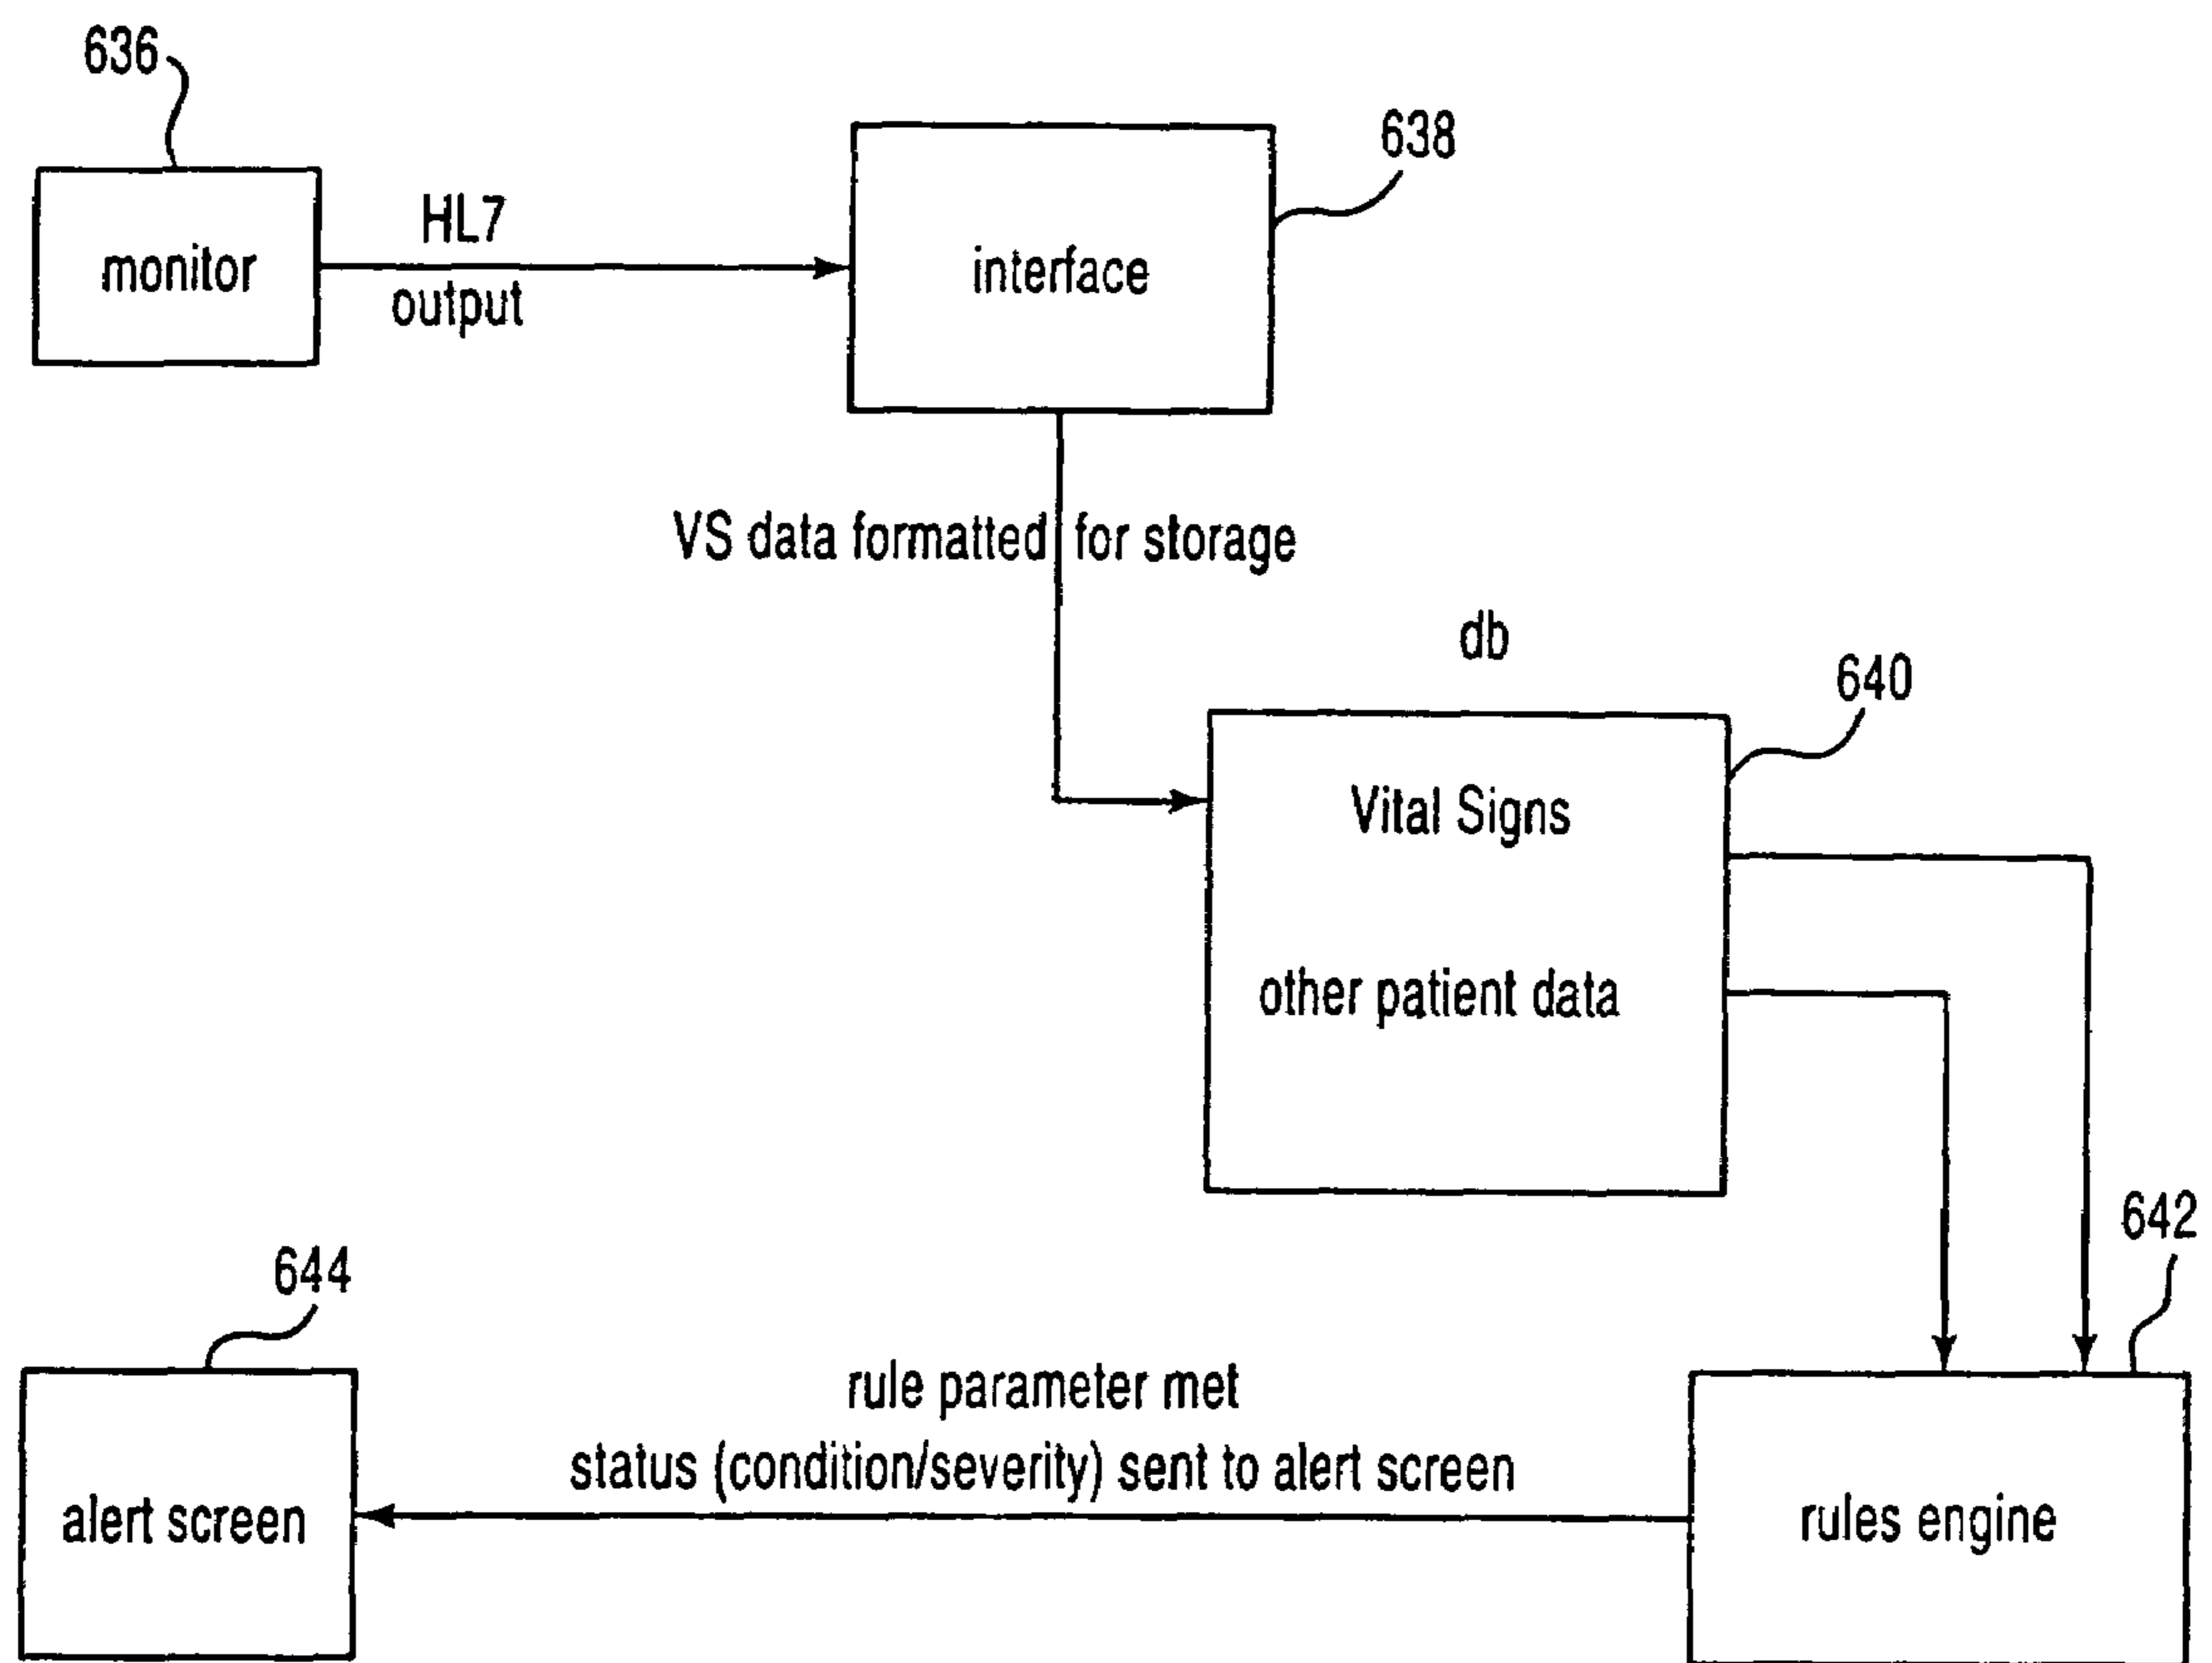 636
638
monitor
HL7
output
interface
VS data formatted for storage
db
640
Vital Signs
other patient data
642
644
rule parameter met
status (condition/severity) sent to alert screen
alert screen
rules engine